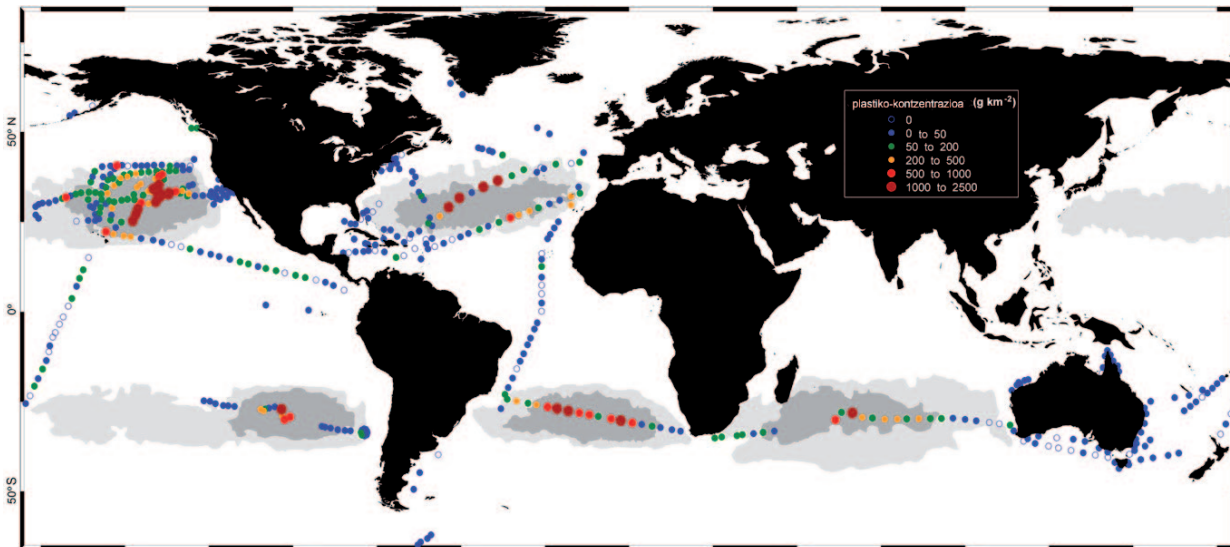 plastiko-kontzentrazioa (g km⁻²)
0
0 to 50
50 to 200
200 to 500
500 to 1000
1000 to 2500
50°N
0°
50°S